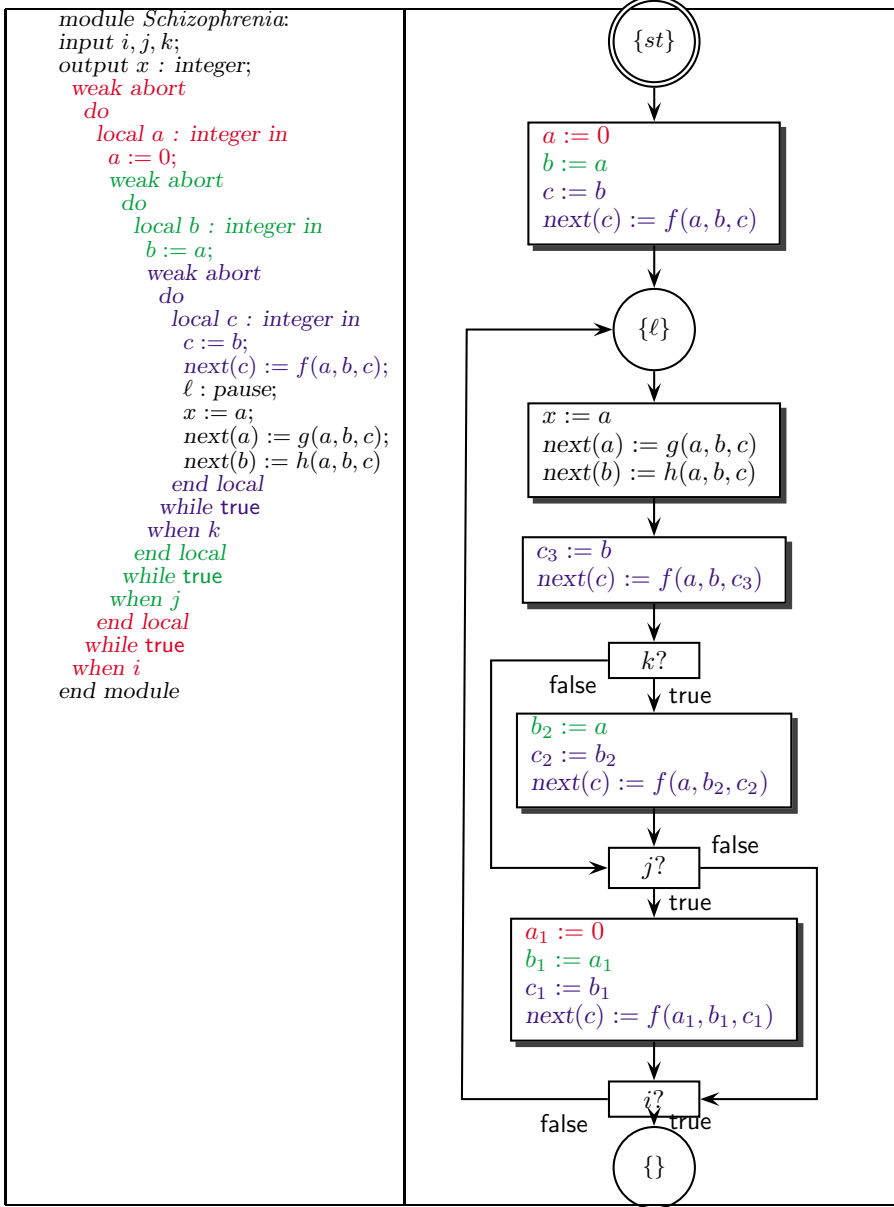 module Schizophrenia:
input i, j, k;
output x : integer;
weak abort
do
local a : integer in
a := 0;
weak abort
do
local b : integer in
b := a;
weak abort
do
local c : integer in
c := b;
next(c) := f(a, b, c);
ℓ : pause;
x := a;
next(a) := g(a, b, c);
next(b) := h(a, b, c)
end local
while true
when k
end local
while true
when j
end local
while true
when i
end module
{st}
a := 0
b := a
c := b
next(c) := f(a, b, c)
{ℓ}
x := a
next(a) := g(a, b, c)
next(b) := h(a, b, c)
c₃ := b
next(c) := f(a, b, c₃)
k?
false
true
b₂ := a
c₂ := b₂
next(c) := f(a, b₂, c₂)
j?
false
true
a₁ := 0
b₁ := a₁
c₁ := b₁
next(c) := f(a₁, b₁, c₁)
i?
false
true
{}